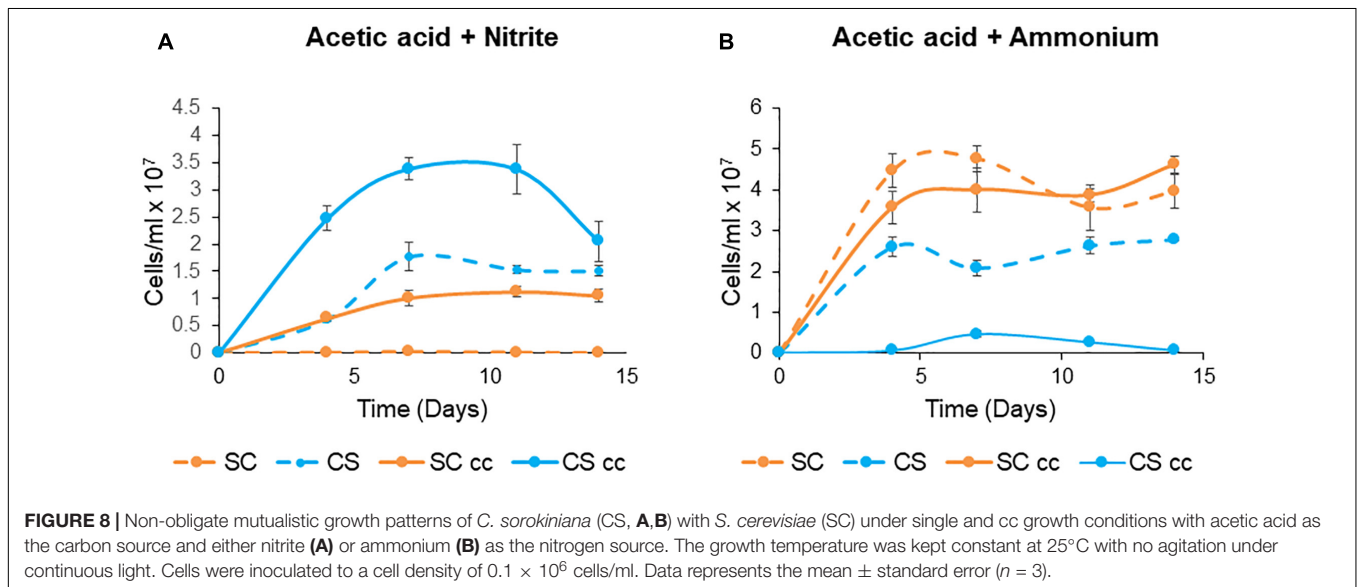 A Acetic acid + Nitrite
Cells/ml x 10⁷
4.5
4
3.5
3
2.5
2
1.5
1
0.5
0
0 5 10 15
Time (Days)
SC CS SC cc CS cc
B Acetic acid + Ammonium
Cells/ml x 10⁷
6
5
4
3
2
1
0
0 5 10 15
Time (Days)
SC CS SC cc CS cc
FIGURE 8 | Non-obligate mutualistic growth patterns of C. sorokiniana (CS, A,B) with S. cerevisiae (SC) under single and cc growth conditions with acetic acid as
the carbon source and either nitrite (A) or ammonium (B) as the nitrogen source. The growth temperature was kept constant at 25°C with no agitation under
continuous light. Cells were inoculated to a cell density of 0.1 × 10⁶ cells/ml. Data represents the mean ± standard error (n = 3).